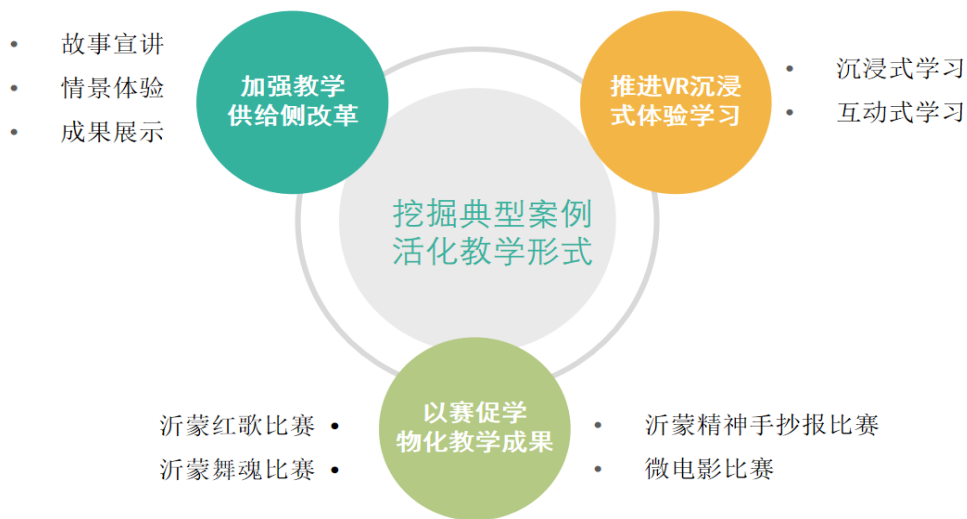 故事宣讲
情景体验
成果展示
加强教学
供给侧改革
推进VR沉浸
式体验学习
沉浸式学习
互动式学习
挖掘典型案例
活化教学形式
沂蒙红歌比赛
沂蒙舞魂比赛
以赛促学
物化教学成果
沂蒙精神手抄报比赛
微电影比赛